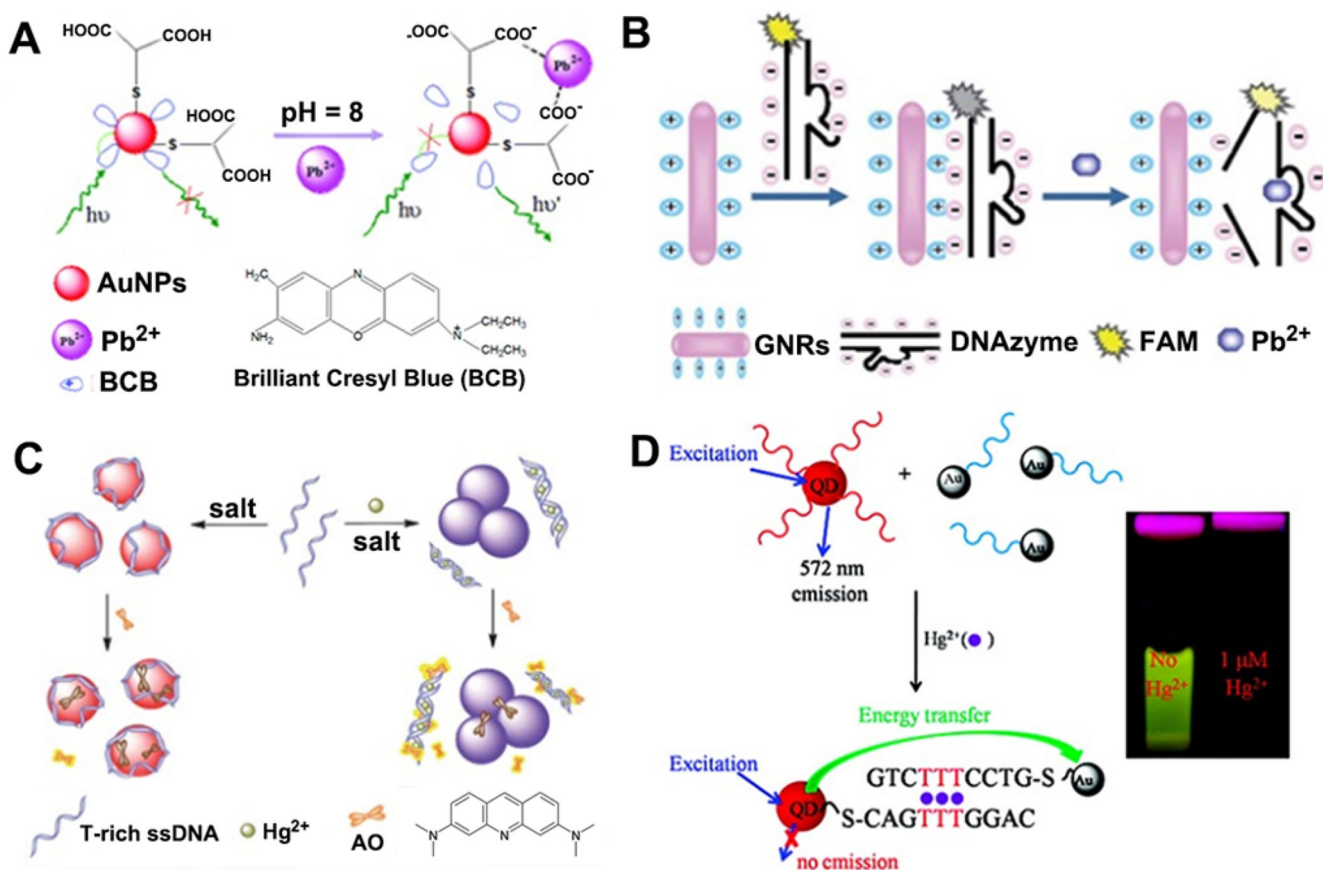 A
HOOC
COOH
S
HOOC
S
COOH
hυ
pH = 8
Pb²⁻
-OOC
COO⁻
Pb²⁻
COO⁻
S
S
COO⁻
hυ
hυ'
AuNPs
Pb²⁻
Pb²⁺
+
BCB
H₃C
N
NH₂
O
N⁺
CH₂CH₃
CH₂CH₃
Brilliant Cresyl Blue (BCB)
B
GNRs
DNAzyme
FAM
Pb²⁺
C
salt
salt
T-rich ssDNA
Hg²⁺
AO
N
N
N
D
Excitation
QD
+
Au
Au
Au
572 nm
cmission
Hg²⁺(●)
No
Hg²⁺
1 µM
Hg²⁺
Energy transfer
Excitation
GTCTTTCCTG-S
Au
QD
S-CAGTTTGGAC
no cmission